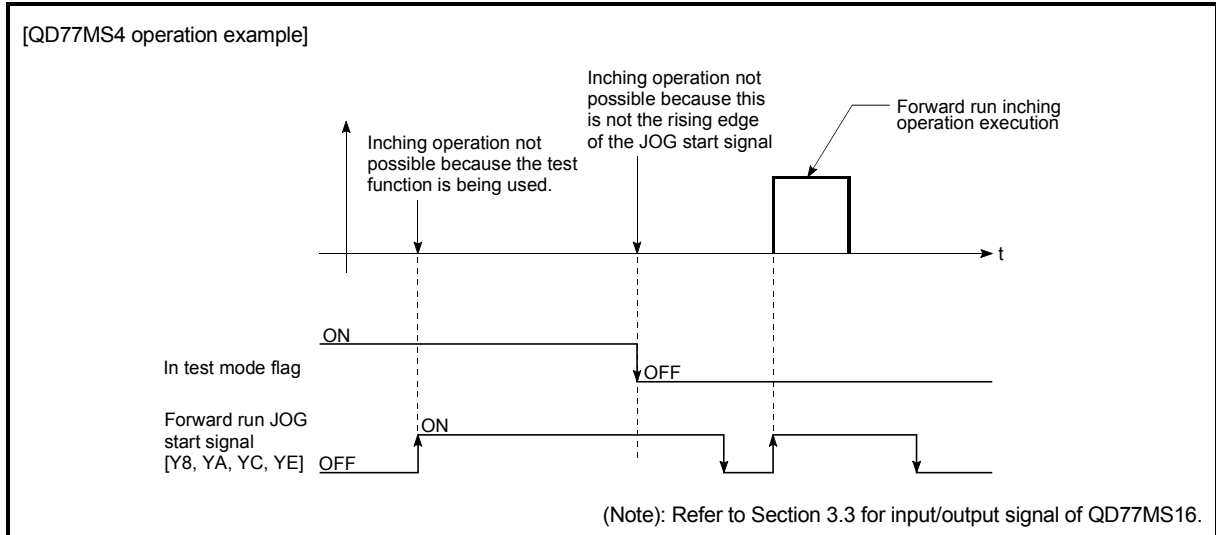 [QD77MS4 operation example]
Inching operation not
possible because this
is not the rising edge
of the JOG start signal
Forward run inching
operation execution
Inching operation not
possible because the test
function is being used.
t
ON
In test mode flag
OFF
Forward run JOG
start signal
[Y8, YA, YC, YE]
ON
OFF
(Note): Refer to Section 3.3 for input/output signal of QD77MS16.